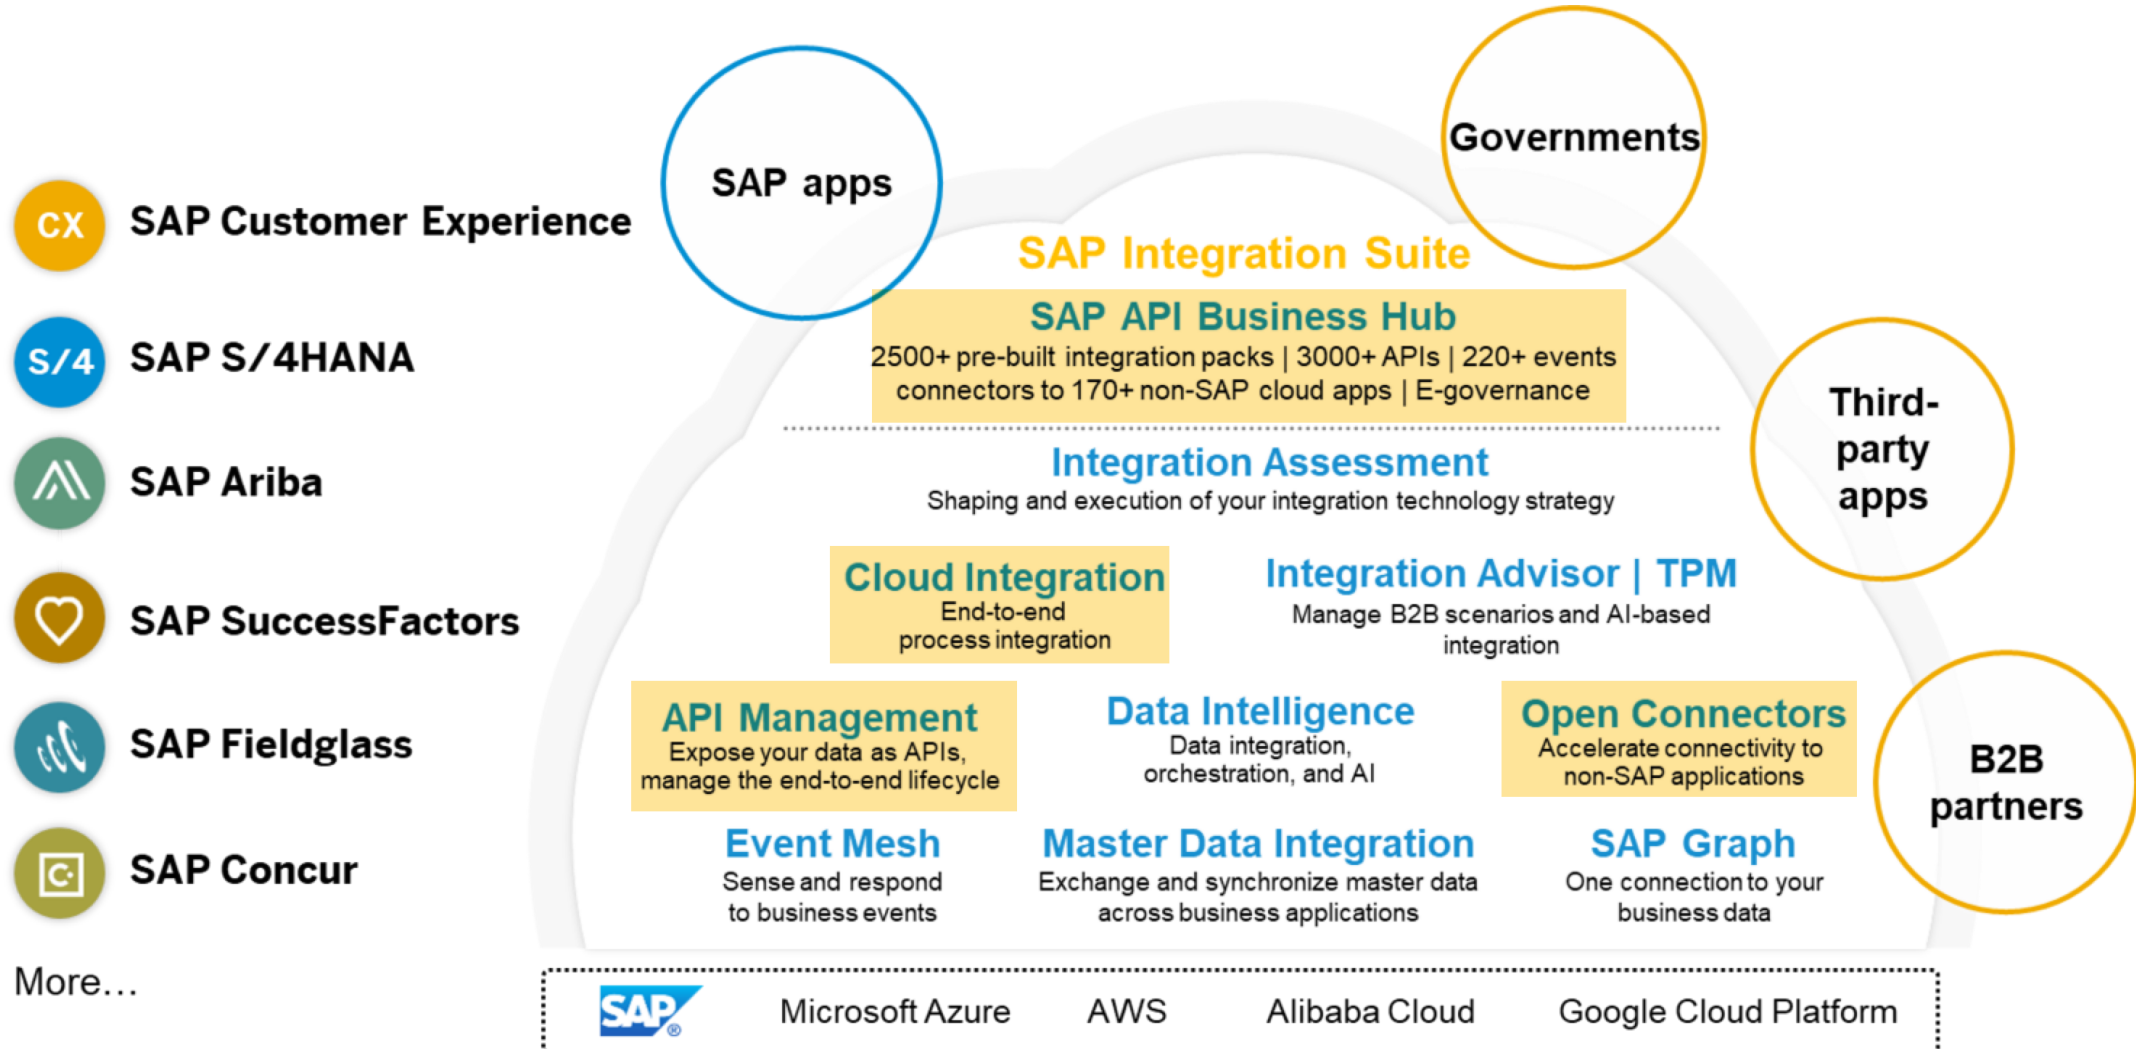 CX
SAP Customer Experience
S/4
SAP S/4HANA
SAP Ariba
SAP SuccessFactors
SAP Fieldglass
C
SAP Concur
More...
SAP apps
Governments
Third-
party
apps
B2B
partners
SAP Integration Suite
SAP API Business Hub
2500+ pre-built integration packs | 3000+ APIs | 220+ events
connectors to 170+ non-SAP cloud apps | E-governance
Integration Assessment
Shaping and execution of your integration technology strategy
Cloud Integration
End-to-end
process integration
Integration Advisor | TPM
Manage B2B scenarios and AI-based
integration
API Management
Expose your data as APIs,
manage the end-to-end lifecycle
Data Intelligence
Data integration,
orchestration, and AI
Open Connectors
Accelerate connectivity to
non-SAP applications
Event Mesh
Sense and respond
to business events
Master Data Integration
Exchange and synchronize master data
across business applications
SAP Graph
One connection to your
business data
SAP®
Microsoft Azure
AWS
Alibaba Cloud
Google Cloud Platform